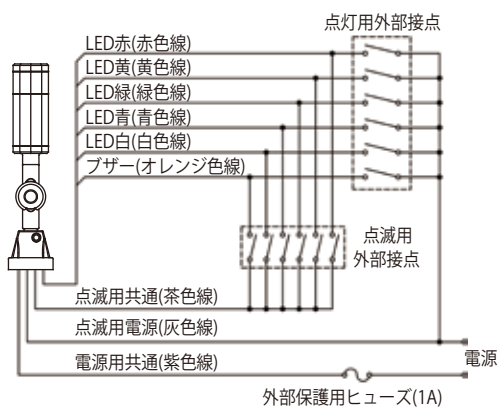 点灯用外部接点
LED赤(赤色線)
LED黄(黄色線)
LED緑(緑色線)
LED青(青色線)
LED白(白色線)
ブザー(オレンジ色線)
点滅用
外部接点
点滅用共通(茶色線)
点滅用電源(灰色線)
電源用共通(紫色線)
電源
外部保護用ヒューズ(1A)